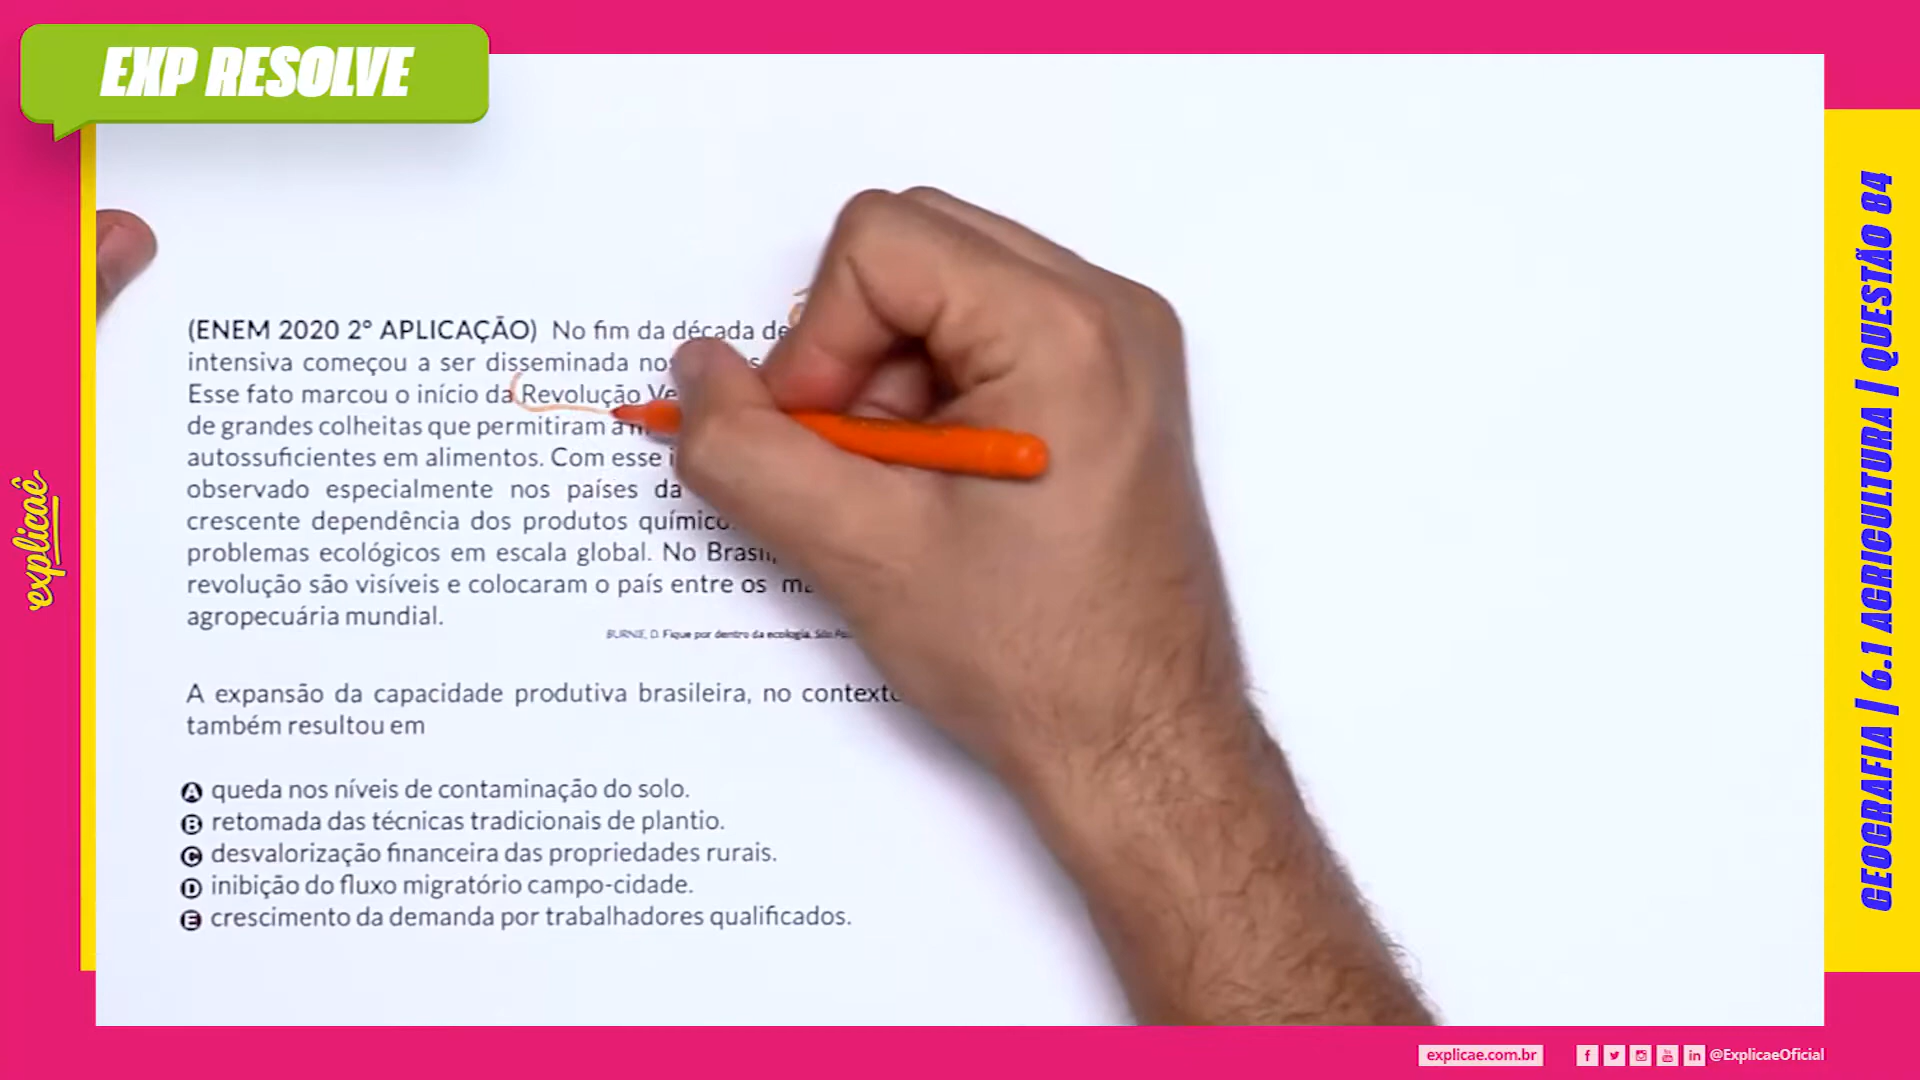 EXP RESOLVE
(ENEM 2020 2° APLICAÇÃO) No fim da década de
intensiva começou a ser disseminada nos
Esse fato marcou o início da Revolução
de grandes colheitas que permitiram a
autossuficientes em alimentos. Com esse
observado especialmente nos países da
crescente dependência dos produtos
problemas ecológicos em escala global. No Brasil,
revolução são visíveis e colocaram o país entre os
agropecuária mundial.
BURNIE, D. Fique por dentro da ecologia. São
A expansão da capacidade produtiva brasileira, no contexto
também resultou em
A queda nos níveis de contaminação do solo.
B retomada das técnicas tradicionais de plantio.
C desvalorização financeira das propriedades rurais.
D inibição do fluxo migratório campo-cidade.
E crescimento da demanda por trabalhadores qualificados.
explicaê
GEOGRAFIA | 6.1 AGRICULTURA | QUESTÃO 84
explicae.com.br
@ExplicaeOficial